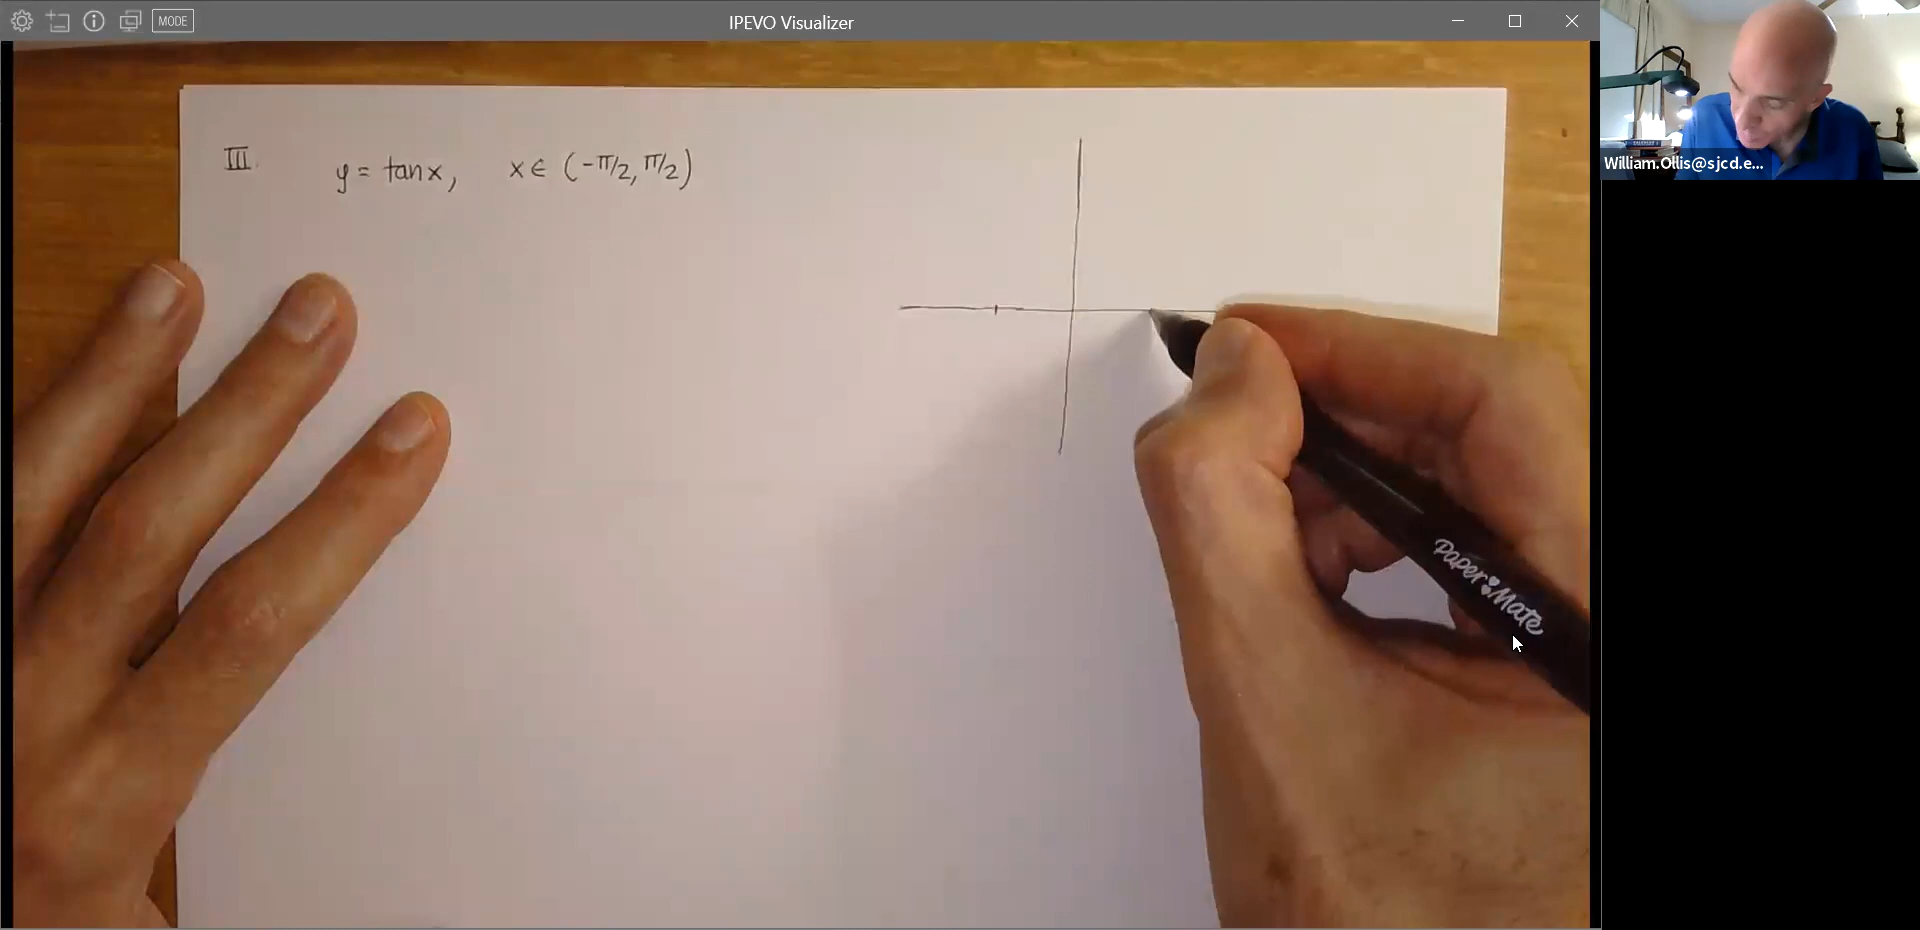 MODE
IPEVO Visualizer
William.Ollis@sjcd.e...
III. y = tan x, x ∈ (-π/2, π/2)
Paper Mate